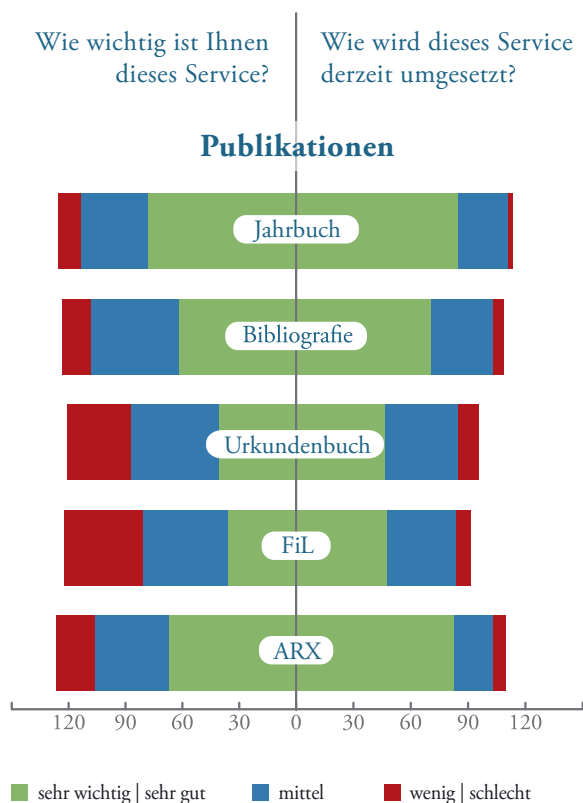 Wie wichtig ist Ihnen
dieses Service?
Wie wird dieses Service
derzeit umgesetzt?
Publikationen
Jahrbuch
Bibliografie
Urkundenbuch
FiL
ARX
120 90 60 30 0 30 60 90 120
sehr wichtig | sehr gut mittel wenig | schlecht